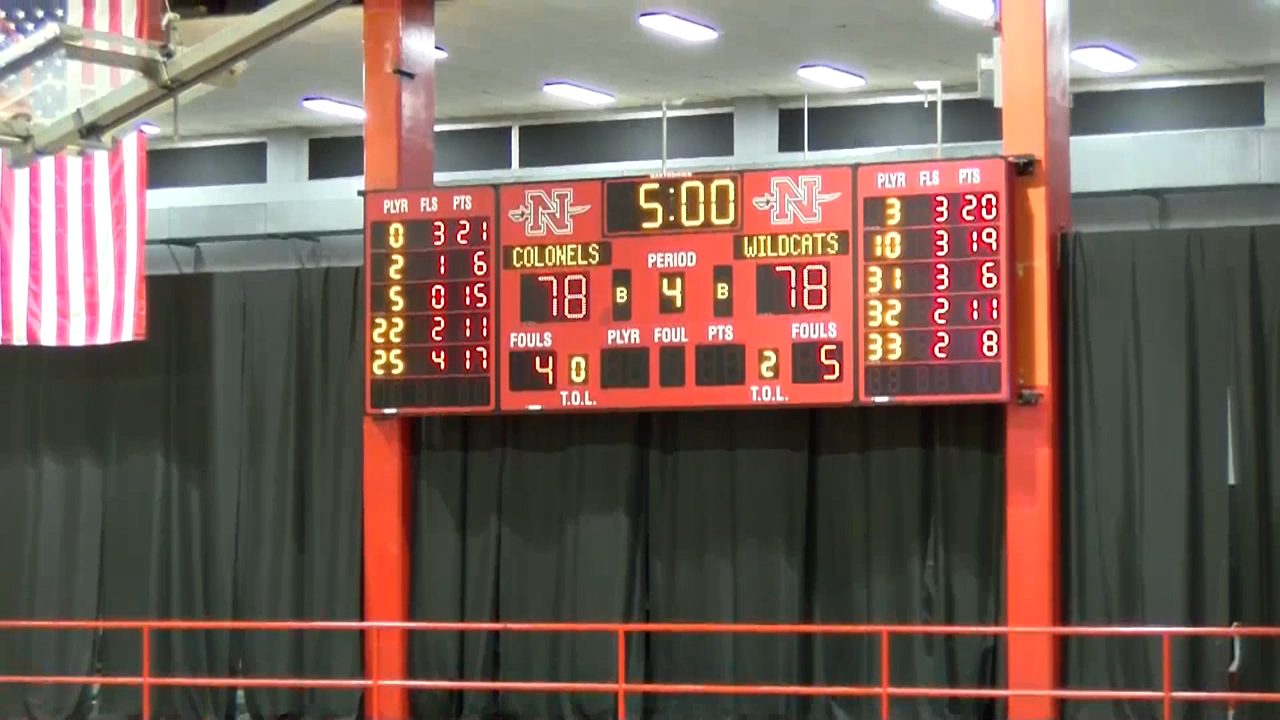 PLYR FLS PTS
0 3 21
2 1 6
5 0 15
22 2 11
25 4 17
N
5:00
N
COLONELS
WILDCATS
PERIOD
78 B 4 B 78
FOULS PLYR FOUL PTS FOULS
4 0 2 5
T.O.L. T.O.L.
PLYR FLS PTS
3 3 20
10 3 19
31 3 6
32 2 11
33 2 8